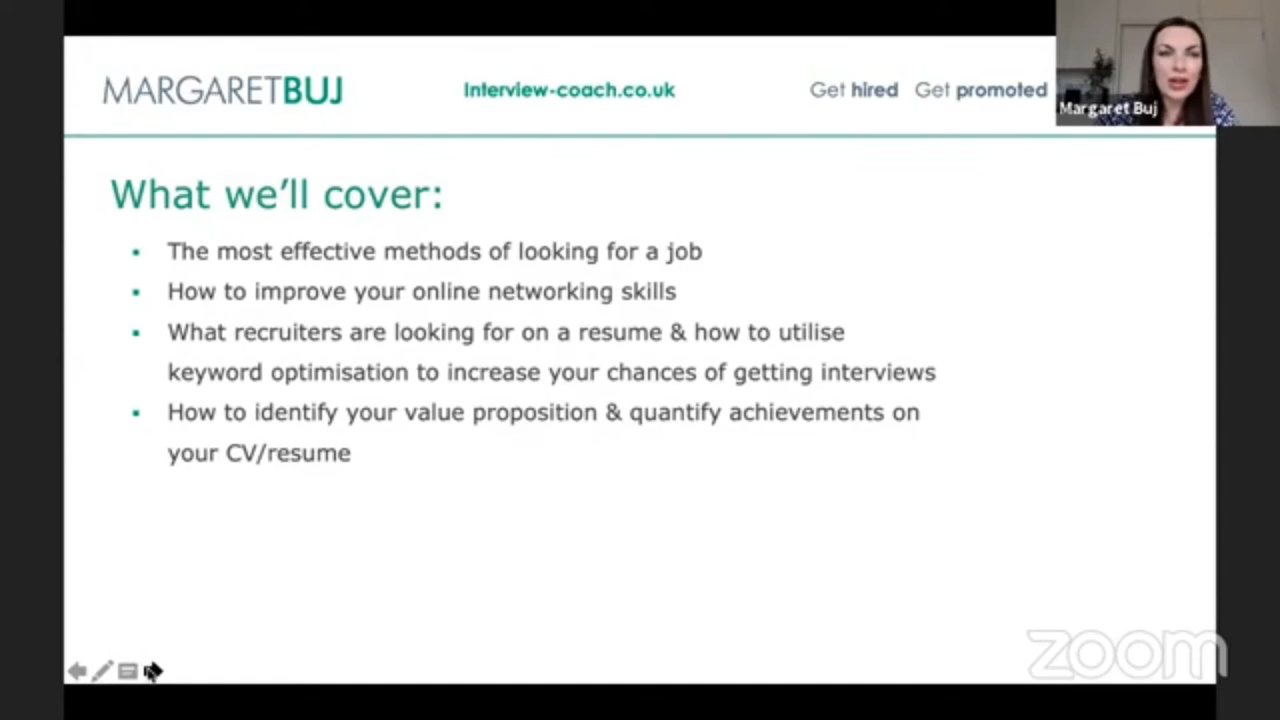 MARGARETBUJ
Interview-coach.co.uk
Get hired Get promoted
Margaret Buj
What we'll cover:
The most effective methods of looking for a job
How to improve your online networking skills
What recruiters are looking for on a resume & how to utilise
keyword optimisation to increase your chances of getting interviews
How to identify your value proposition & quantify achievements on
your CV/resume
zoom